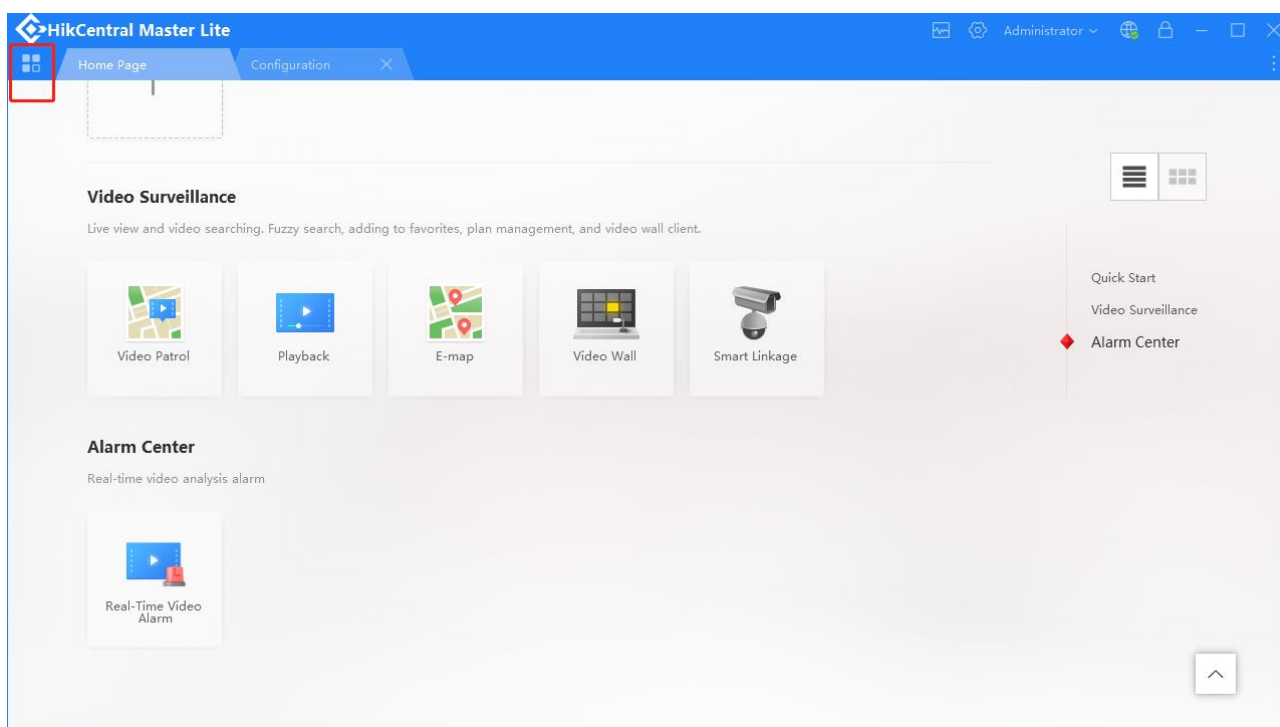 HikCentral Master Lite
Administrator
Home Page
Configuration
Video Surveillance
Live view and video searching. Fuzzy search, adding to favorites, plan management, and video wall client.
Video Patrol
Playback
E-map
Video Wall
Smart Linkage
Quick Start
Video Surveillance
Alarm Center
Alarm Center
Real-time video analysis alarm
Real-Time Video
Alarm